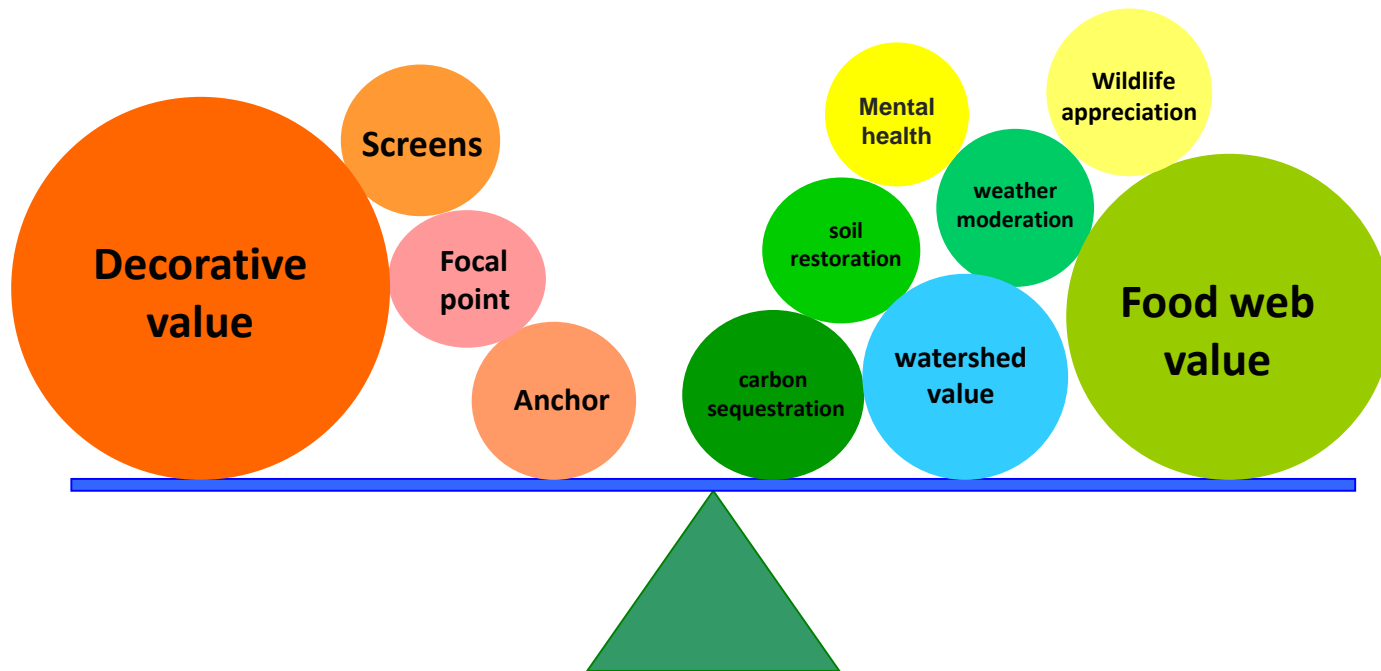 Decorative
value
Screens
Focal
point
Anchor
Mental
health
Wildlife
appreciation
weather
moderation
soil
restoration
carbon
sequestration
watershed
value
Food web
value